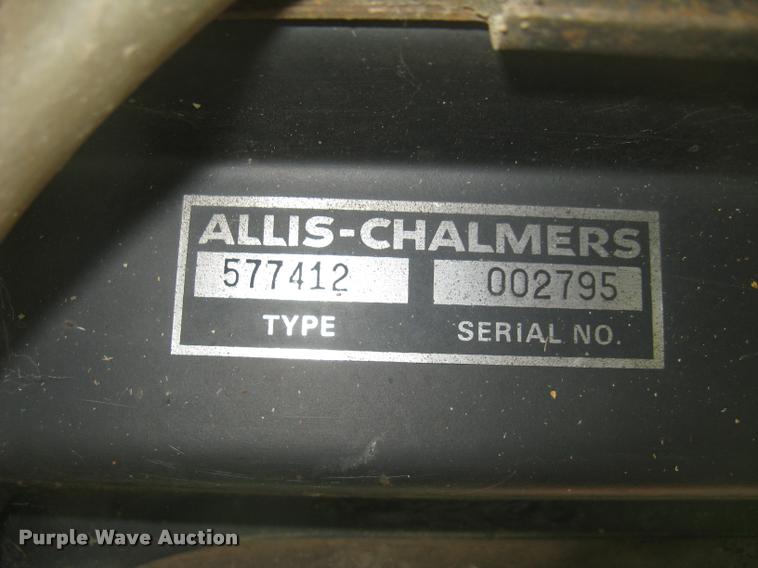 ALLIS-CHALMERS
577412 002795
TYPE SERIAL NO.
Purple Wave Auction®